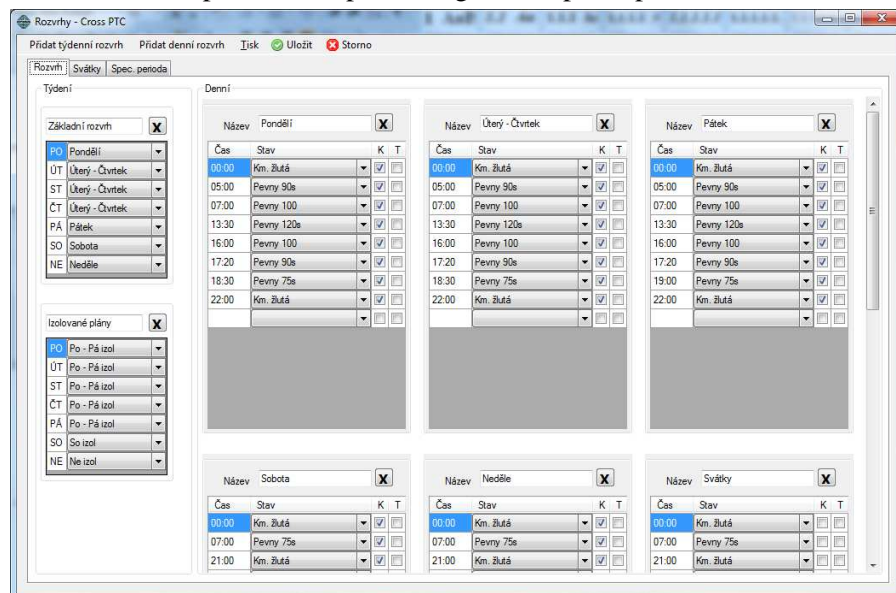 Rozvrhy - Cross PTC
Přidat týdenní rozvrh Přidat denní rozvrh Tisk Uložit Storno
Rozvrh Svátky Spec. perioda
Týdení
Základní rozvrh X
PO Pondělí
ÚT Úterý - Čtvrtek
ST Úterý - Čtvrtek
ČT Úterý - Čtvrtek
PÁ Pátek
SO Sobota
NE Neděle
Izolované plány X
PO Po - Pá izol
ÚT Po - Pá izol
ST Po - Pá izol
ČT Po - Pá izol
PÁ Po - Pá izol
SO So izol
NE Ne izol
Denní
Název Pondělí X
Čas Stav K T
00:00 Km. žlutá
05:00 Pevny 90s
07:00 Pevny 100
13:30 Pevny 120s
16:00 Pevny 100
17:20 Pevny 90s
18:30 Pevny 75s
22:00 Km. žlutá
Název Úterý - Čtvrtek X
Čas Stav K T
00:00 Km. žlutá
05:00 Pevny 90s
07:00 Pevny 100
13:30 Pevny 120s
16:00 Pevny 100
17:20 Pevny 90s
18:30 Pevny 75s
22:00 Km. žlutá
Název Pátek X
Čas Stav K T
00:00 Km. žlutá
05:00 Pevny 90s
07:00 Pevny 100
13:30 Pevny 120s
16:00 Pevny 100
17:20 Pevny 90s
19:00 Pevny 75s
22:00 Km. žlutá
Název Sobota X
Čas Stav K T
00:00 Km. žlutá
07:00 Pevny 75s
21:00 Km. žlutá
Název Neděle X
Čas Stav K T
00:00 Km. žlutá
07:00 Pevny 75s
21:00 Km. žlutá
Název Svátky X
Čas Stav K T
00:00 Km. žlutá
07:00 Pevny 75s
21:00 Km. žlutá